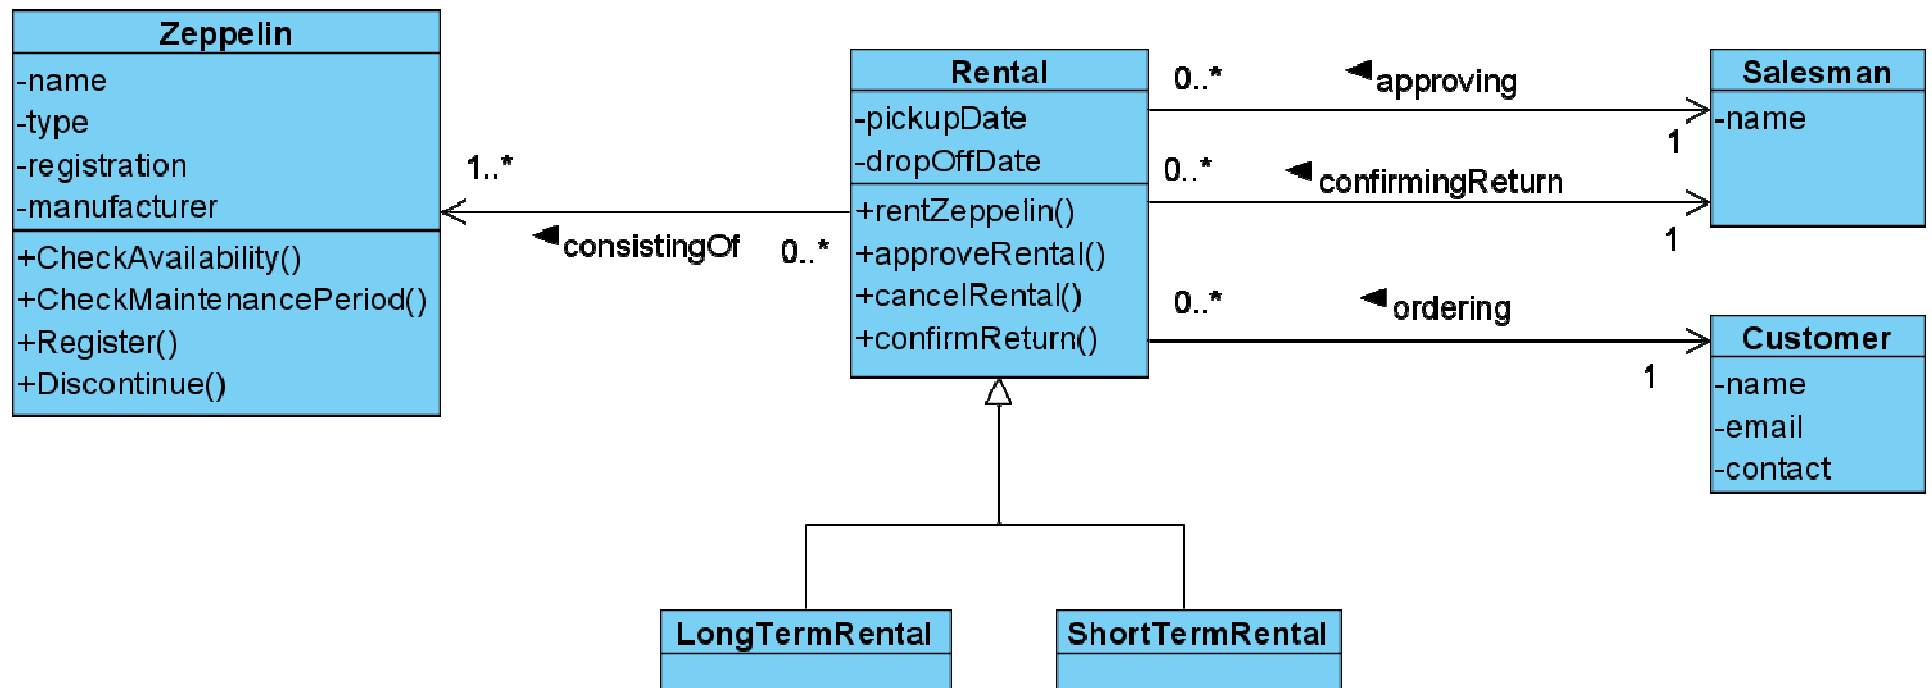 Zeppelin
-name
-type
-registration
-manufacturer
+CheckAvailability()
+CheckMaintenancePeriod()
+Register()
+Discontinue()
1..*
consistingOf
0..*
Rental
-pickupDate
-dropOffDate
+rentZeppelin()
+approveRental()
+cancelRental()
+confirmReturn()
0..*
approving
1
0..*
confirmingReturn
1
0..*
ordering
1
Salesman
-name
Customer
-name
-email
-contact
LongTermRental
ShortTermRental